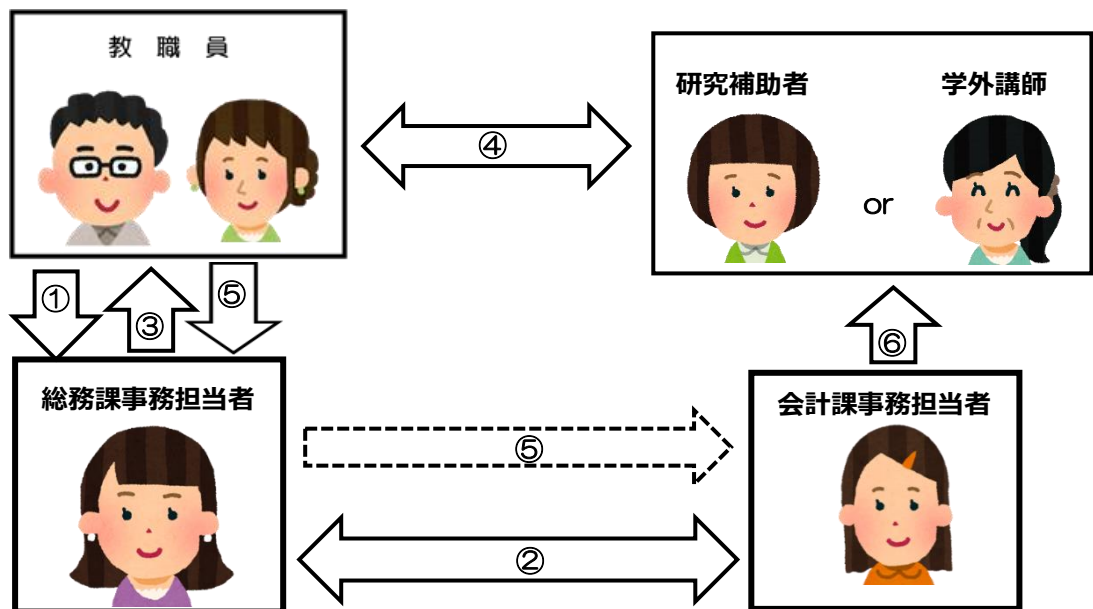 教 職 員
研究補助者
学外講師
④
or
①
③
⑤
⑥
総務課事務担当者
会計課事務担当者
⑤
②